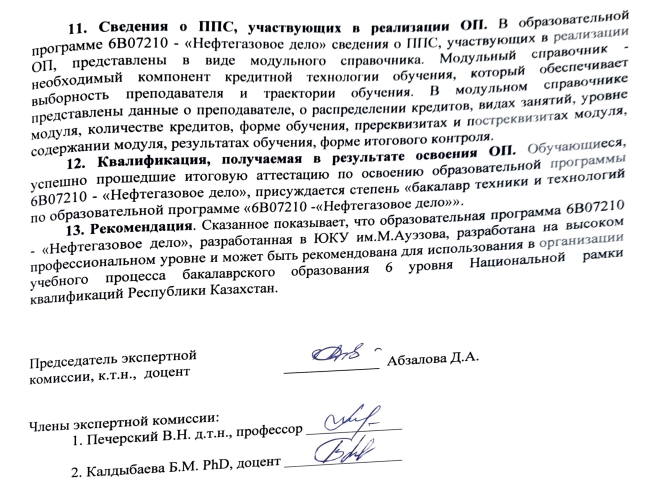 11. Сведения о ППС, участвующих в реализации ОП. В образовательной
программе 6В07210 - «Нефтегазовое дело» сведения о ППС, участвующих в реализации
ОП, представлены в виде модульного справочника. Модульный справочник -
необходимый компонент кредитной технологии обучения, который обеспечивает
выборность преподавателя и траектории обучения. В модульном справочнике
представлены данные о преподавателе, о распределении кредитов, видах занятий, уровне
модуля, количестве кредитов, форме обучения, пререквизитах и постреквизитах модуля,
содержании модуля, результатах обучения, форме итогового контроля.
12. Квалификация, получаемая в результате освоения ОП. Обучающиеся,
успешно прошедшие итоговую аттестацию по освоению образовательной программы
6В07210 - «Нефтегазовое дело», присуждается степень «бакалавр техники и технологий
по образовательной программе «6В07210 -«Нефтегазовое дело»».
13. Рекомендация. Сказанное показывает, что образовательная программа 6В07210
- «Нефтегазовое дело», разработанная в ЮКУ им.М.Ауэзова, разработана на высоком
профессиональном уровне и может быть рекомендована для использования в организации
учебного процесса бакалаврского образования 6 уровня Национальной рамки
квалификаций Республики Казахстан.
Председатель экспертной
комиссии, к.т.н., доцент Абзалова Д.А.
Члены экспертной комиссии:
1. Печерский В.Н. д.т.н., профессор
2. Калдыбаева Б.М. PhD, доцент